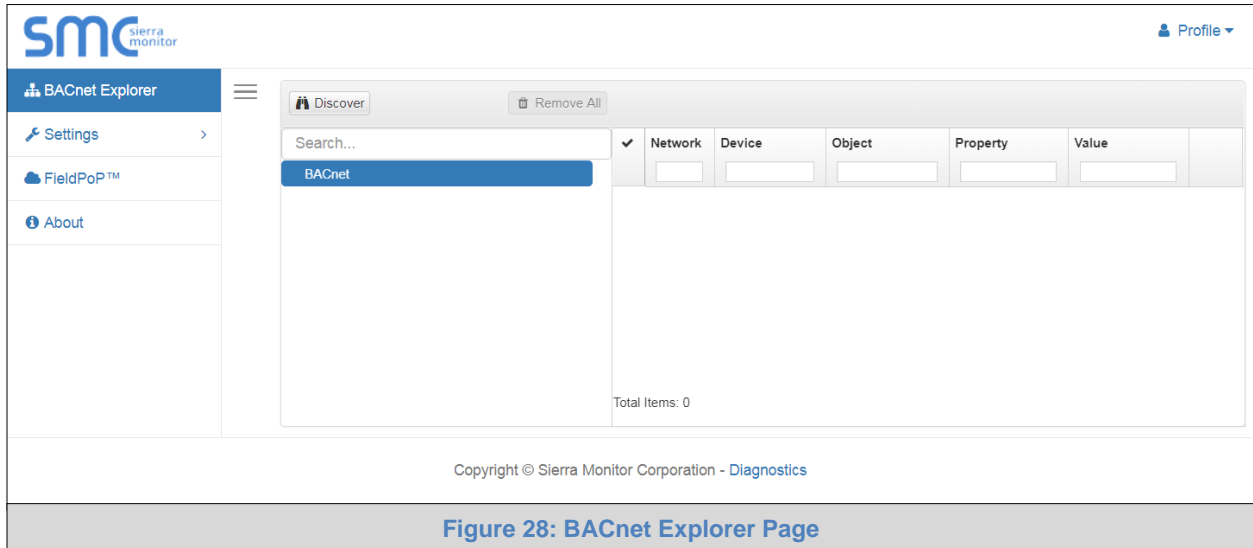 SMC sierra monitor
Profile
BACnet Explorer
Settings
FieldPoP™
About
Discover
Remove All
Search...
BACnet
Network Device Object Property Value
Total Items: 0
Copyright © Sierra Monitor Corporation - Diagnostics
Figure 28: BACnet Explorer Page